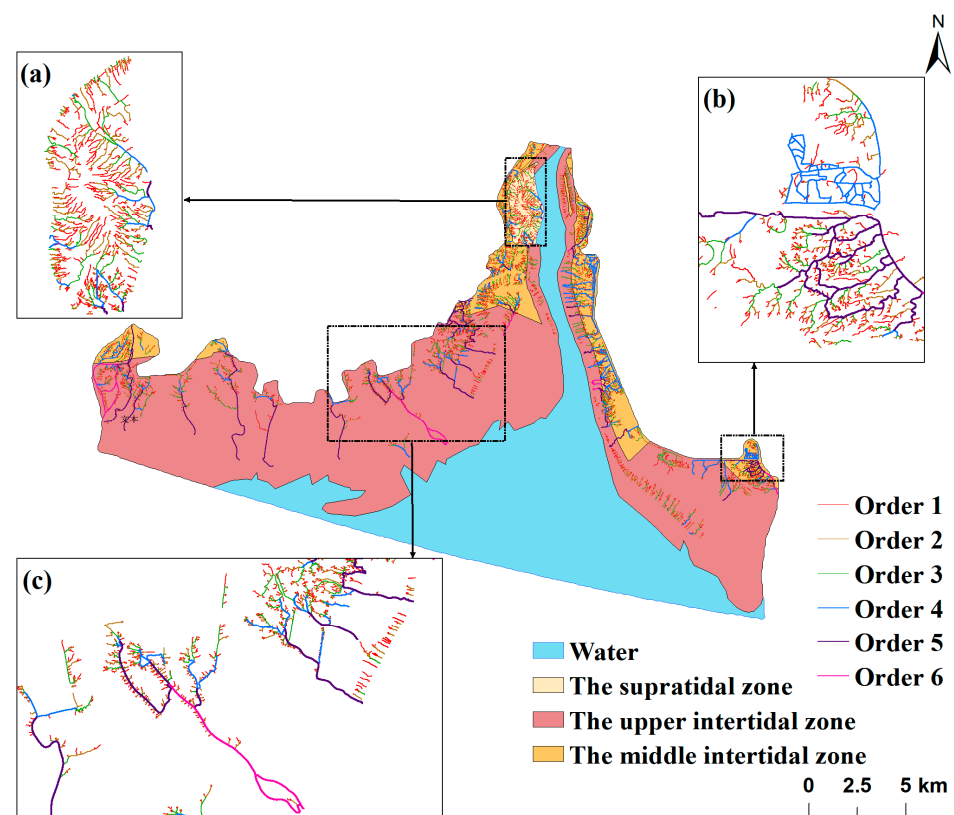 N
(a)
(b)
Order 1
Order 2
Order 3
Order 4
Order 5
Order 6
(c)
Water
The supratidal zone
The upper intertidal zone
The middle intertidal zone
0 2.5 5 km